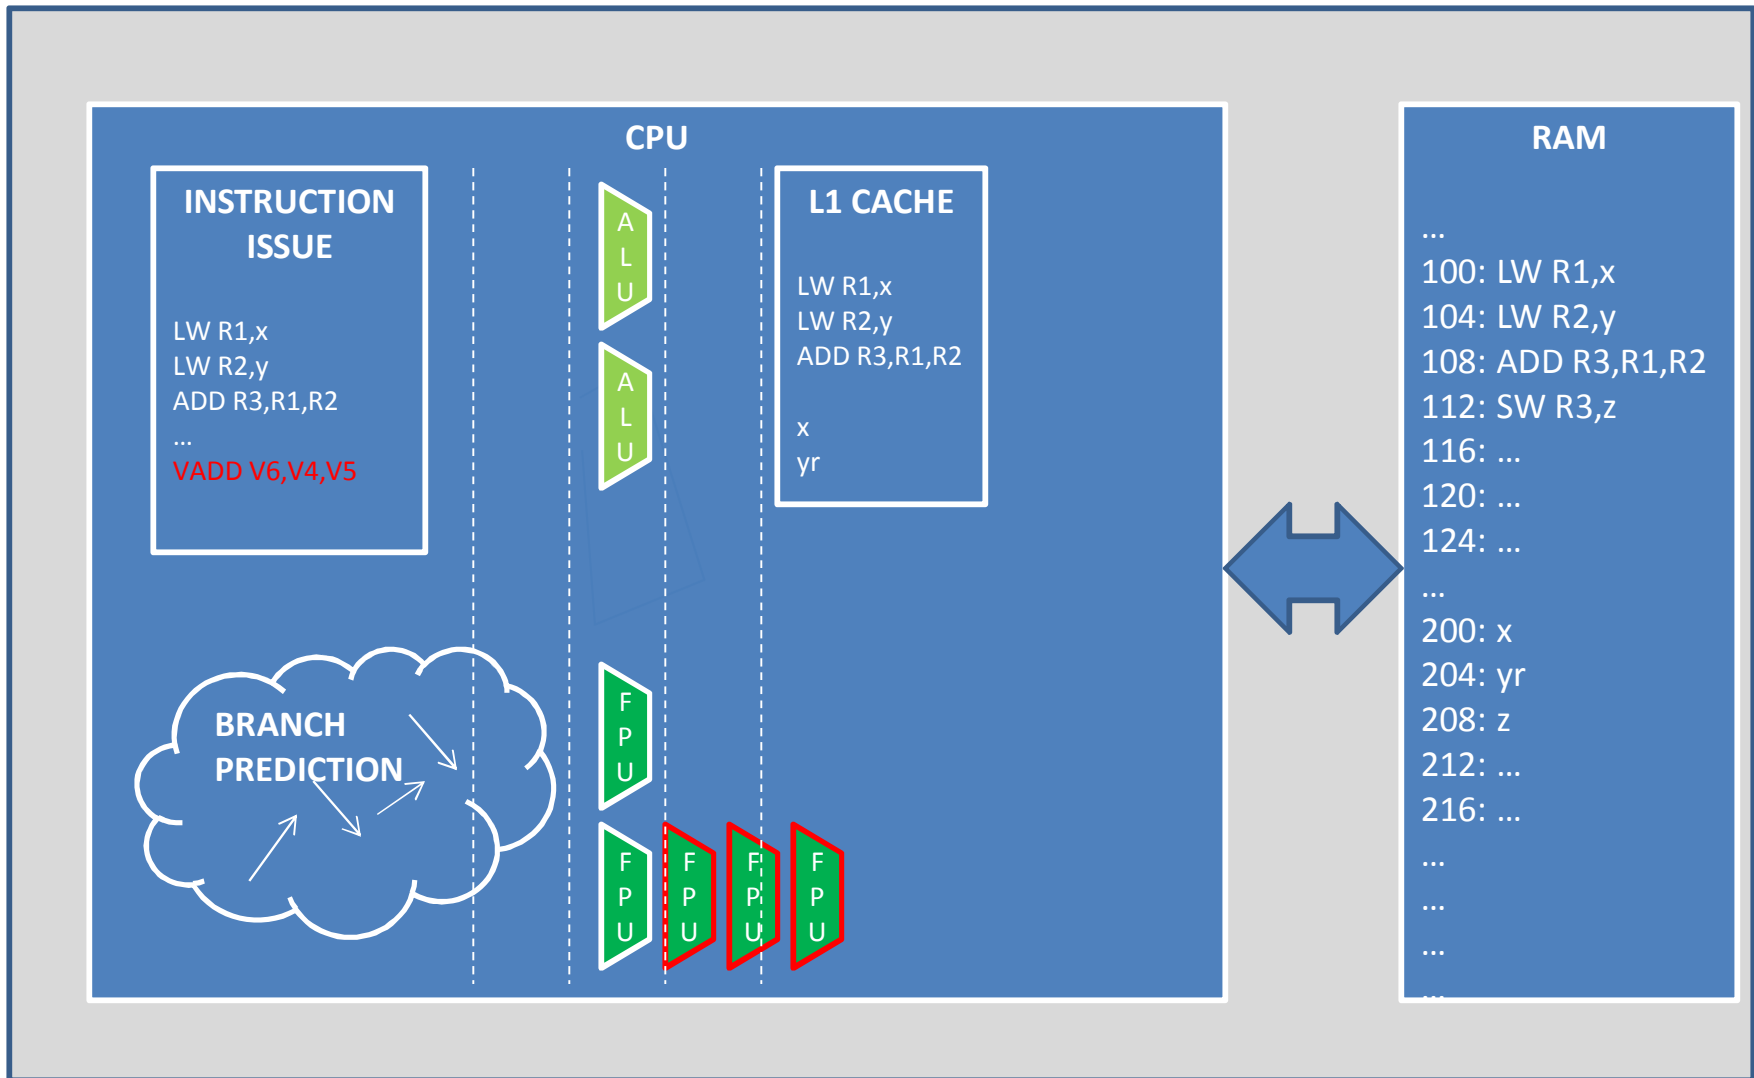 CPU
INSTRUCTION
ISSUE
LW R1,x
LW R2,y
ADD R3,R1,R2
...
VADD V6,V4,V5
BRANCH
PREDICTION
A
L
U
A
L
U
F
P
U
F
P
U
F
P
U
F
P
U
F
P
U
L1 CACHE
LW R1,x
LW R2,y
ADD R3,R1,R2
x
yr
RAM
...
100: LW R1,x
104: LW R2,y
108: ADD R3,R1,R2
112: SW R3,z
116: ...
120: ...
124: ...
...
200: x
204: yr
208: z
212: ...
216: ...
...
...
...
...